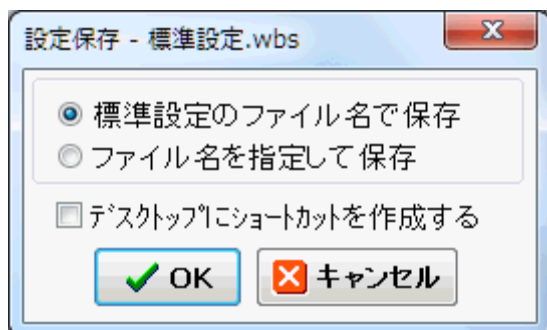 設定保存 - 標準設定.wbs
標準設定のファイル名で保存
ファイル名を指定して保存
ﾃﾞｽｸﾄｯﾌﾟにｼｮｰﾄｶｯﾄを作成する
OK
キャンセル